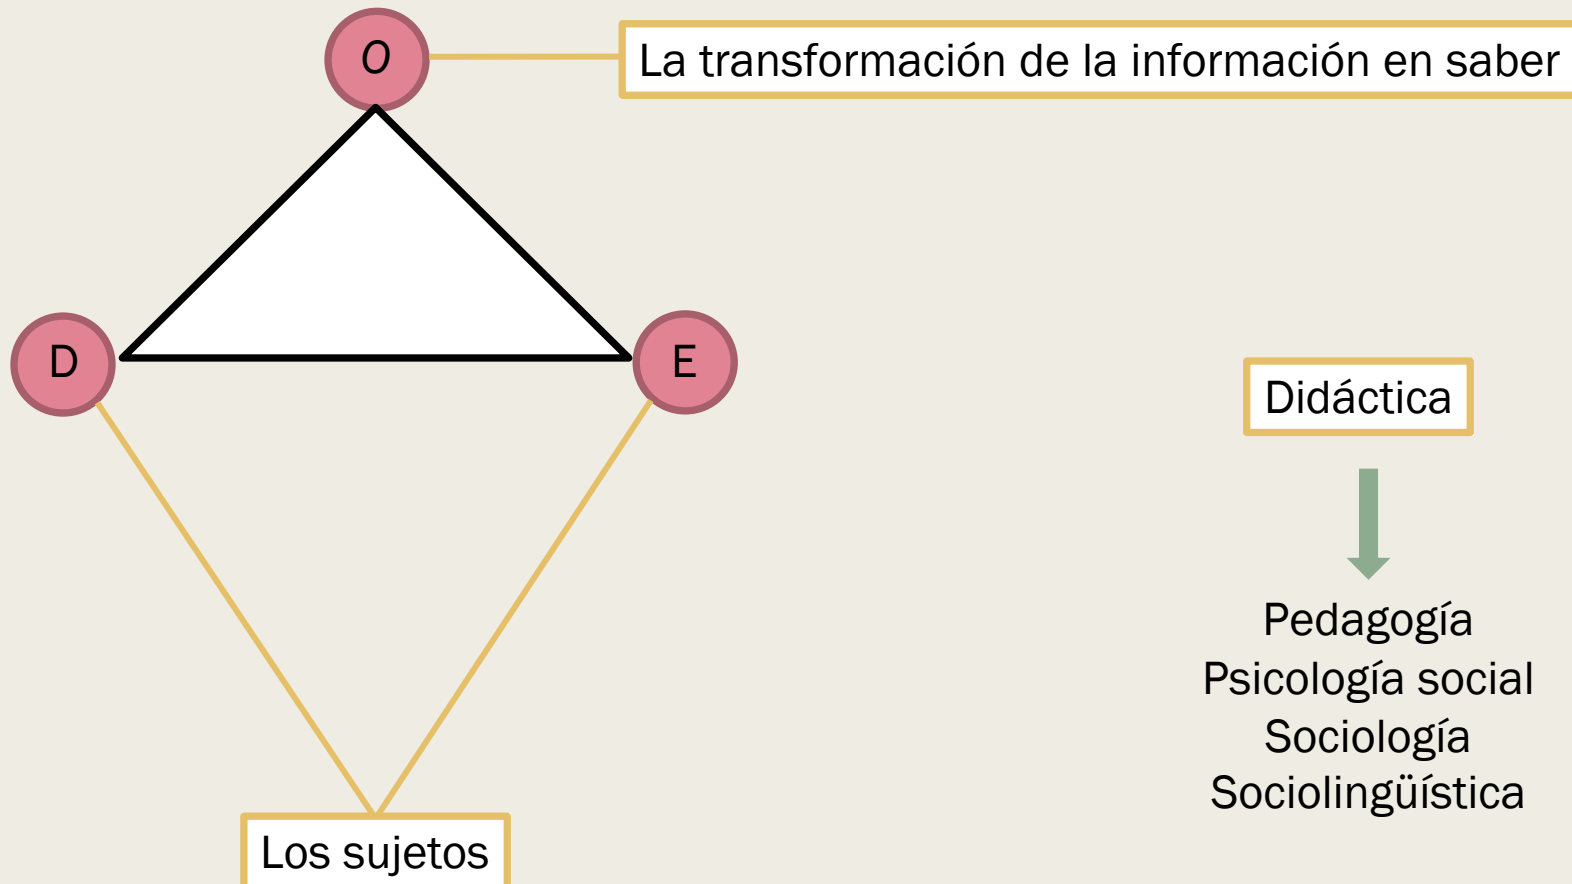 O
La transformación de la información en saber
D
E
Didáctica
Pedagogía
Psicología social
Sociología
Sociolingüística
Los sujetos